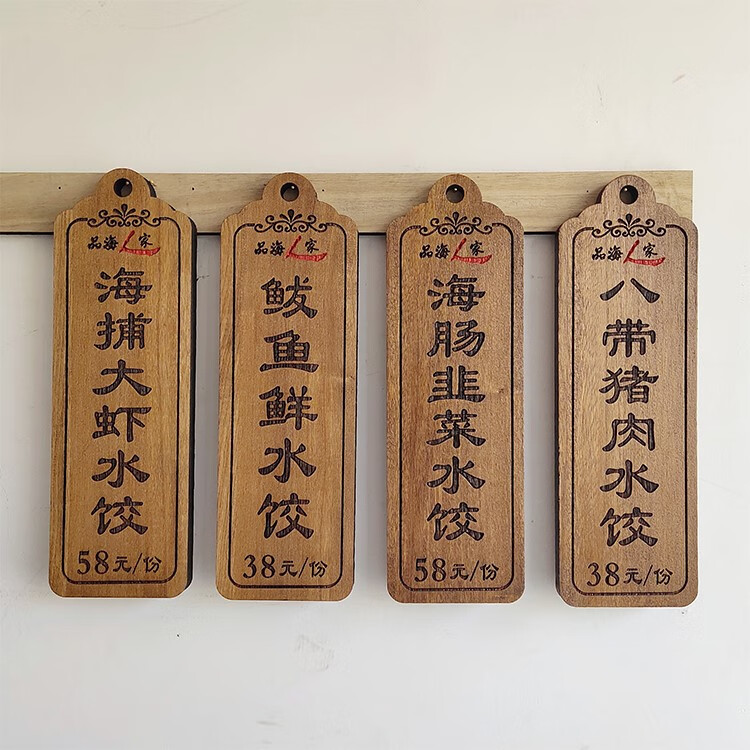 品海人家
海捕大虾水饺
58元/份
品海人家
鲅鱼鲜水饺
38元/份
品海人家
海肠韭菜水饺
58元/份
品海人家
八带猪肉水饺
38元/份